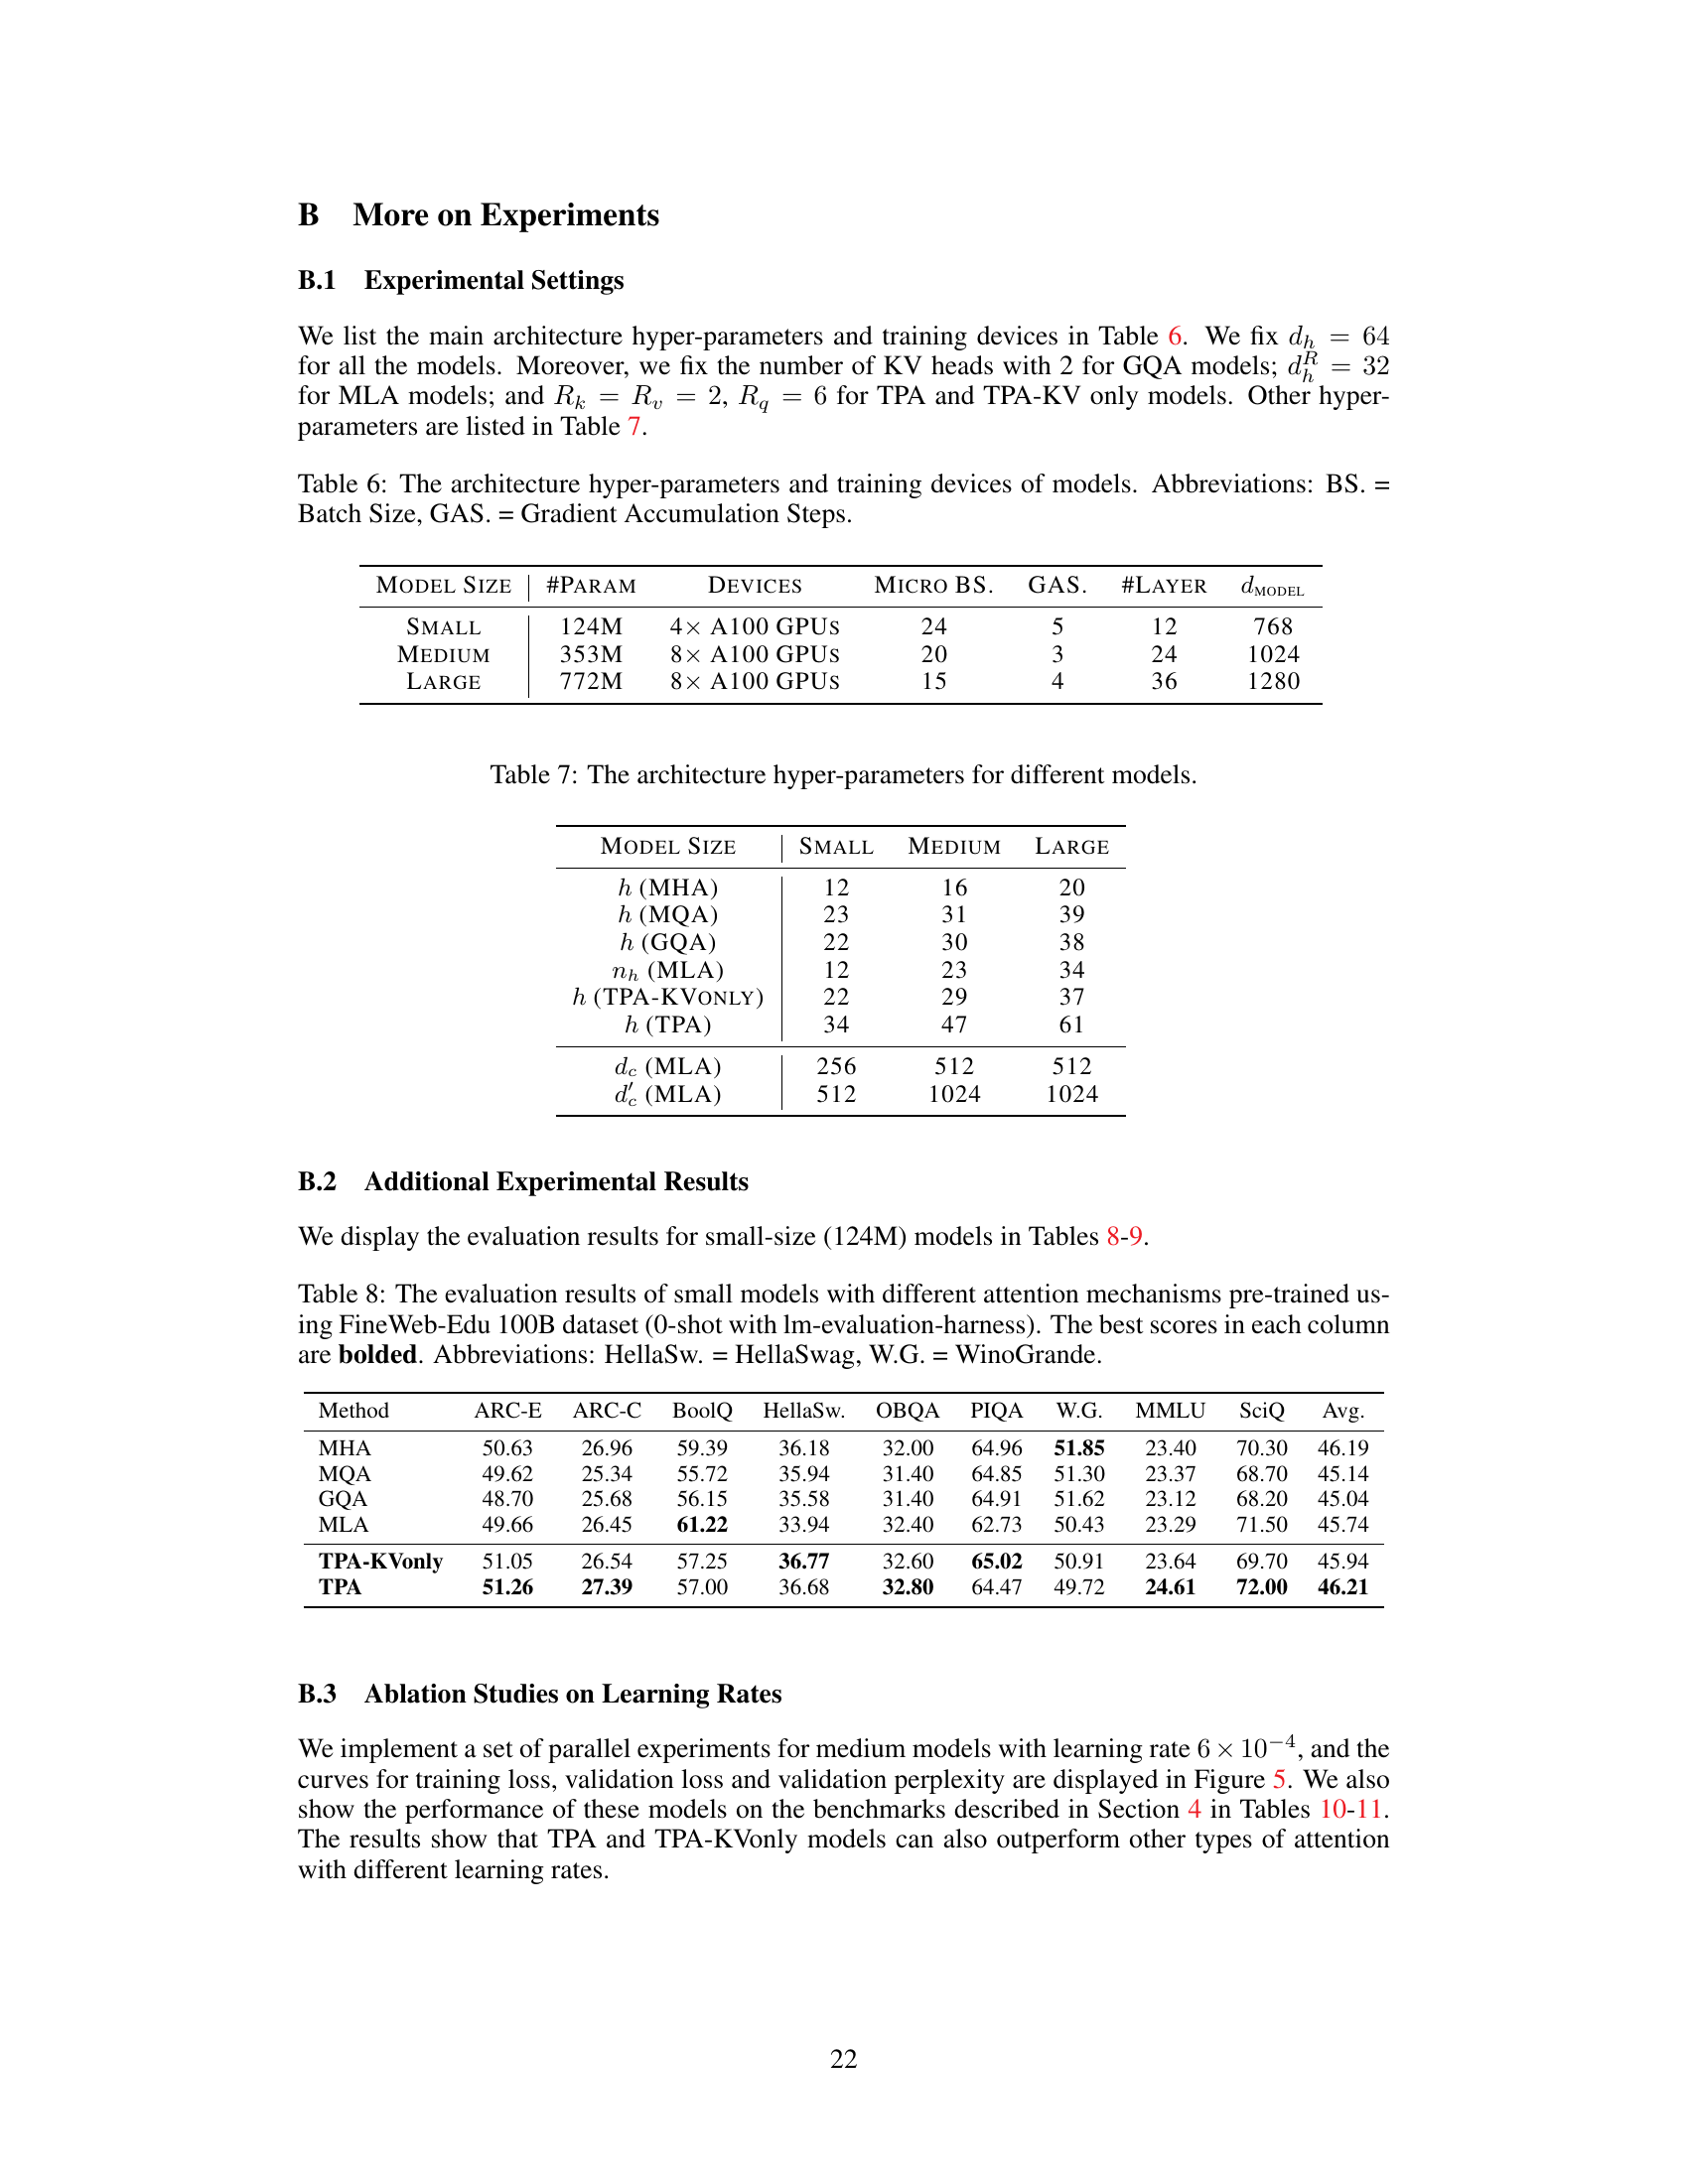 B More on Experiments
B.1 Experimental Settings
We list the main architecture hyper-parameters and training devices in Table 6. We fix d_h = 64
for all the models. Moreover, we fix the number of KV heads with 2 for GQA models; d_h^R = 32
for MLA models; and R_k = R_v = 2, R_q = 6 for TPA and TPA-KV only models. Other hyper-
parameters are listed in Table 7.
Table 6: The architecture hyper-parameters and training devices of models. Abbreviations: BS. =
Batch Size, GAS. = Gradient Accumulation Steps.
MODEL SIZE #PARAM DEVICES MICRO BS. GAS. #LAYER d_MODEL
SMALL 124M 4× A100 GPUS 24 5 12 768
MEDIUM 353M 8× A100 GPUS 20 3 24 1024
LARGE 772M 8× A100 GPUS 15 4 36 1280
Table 7: The architecture hyper-parameters for different models.
MODEL SIZE SMALL MEDIUM LARGE
h (MHA) 12 16 20
h (MQA) 23 31 39
h (GQA) 22 30 38
n_h (MLA) 12 23 34
h (TPA-KVONLY) 22 29 37
h (TPA) 34 47 61
d_c (MLA) 256 512 512
d′_c (MLA) 512 1024 1024
B.2 Additional Experimental Results
We display the evaluation results for small-size (124M) models in Tables 8-9.
Table 8: The evaluation results of small models with different attention mechanisms pre-trained us-
ing FineWeb-Edu 100B dataset (0-shot with lm-evaluation-harness). The best scores in each column
are bolded. Abbreviations: HellaSw. = HellaSwag, W.G. = WinoGrande.
Method ARC-E ARC-C BoolQ HellaSw. OBQA PIQA W.G. MMLU SciQ Avg.
MHA 50.63 26.96 59.39 36.18 32.00 64.96 51.85 23.40 70.30 46.19
MQA 49.62 25.34 55.72 35.94 31.40 64.85 51.30 23.37 68.70 45.14
GQA 48.70 25.68 56.15 35.58 31.40 64.91 51.62 23.12 68.20 45.04
MLA 49.66 26.45 61.22 33.94 32.40 62.73 50.43 23.29 71.50 45.74
TPA-KVonly 51.05 26.54 57.25 36.77 32.60 65.02 50.91 23.64 69.70 45.94
TPA 51.26 27.39 57.00 36.68 32.80 64.47 49.72 24.61 72.00 46.21
B.3 Ablation Studies on Learning Rates
We implement a set of parallel experiments for medium models with learning rate 6 × 10⁻⁴, and the
curves for training loss, validation loss and validation perplexity are displayed in Figure 5. We also
show the performance of these models on the benchmarks described in Section 4 in Tables 10-11.
The results show that TPA and TPA-KVonly models can also outperform other types of attention
with different learning rates.
22